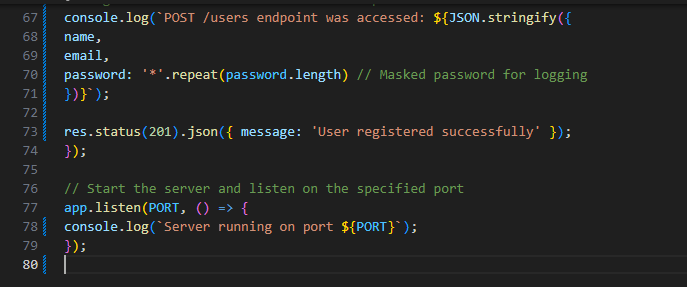 67 console.log(`POST /users endpoint was accessed: ${JSON.stringify({
68 name,
69 email,
70 password: '*'.repeat(password.length) // Masked password for logging
71 })}`);
72
73 res.status(201).json({ message: 'User registered successfully' });
74 });
75
76 // Start the server and listen on the specified port
77 app.listen(PORT, () => {
78 console.log(`Server running on port ${PORT}`);
79 });
80